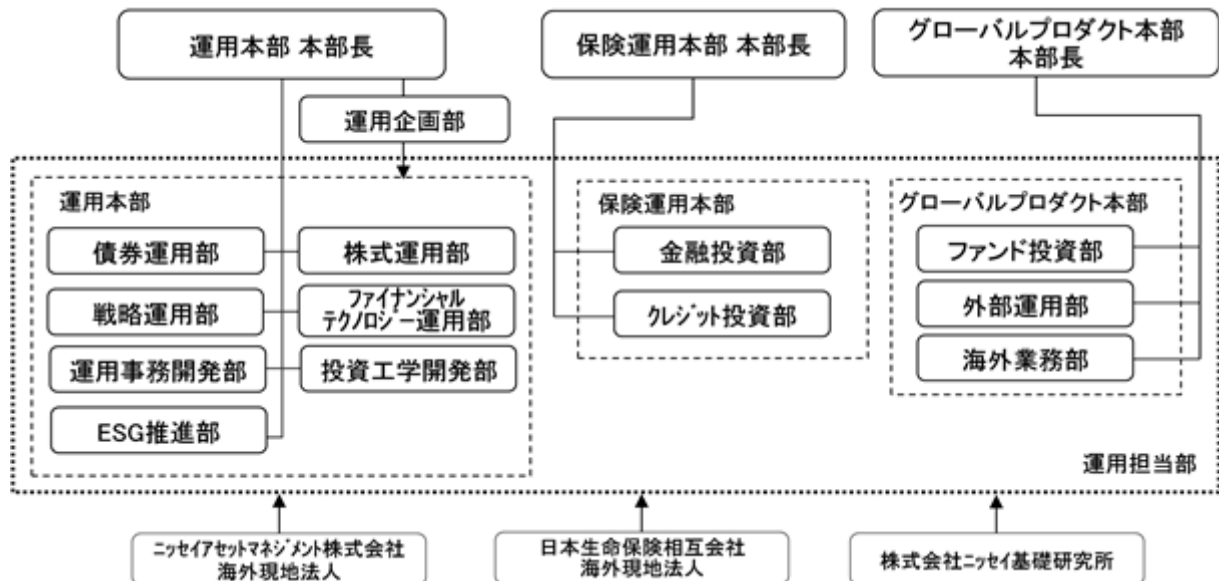 運用本部 本部長
保険運用本部 本部長
グローバルプロダクト本部
本部長
運用企画部
運用本部
債券運用部
株式運用部
戦略運用部
ファイナンシャル
テクノロジー運用部
運用事務開発部
投資工学開発部
ESG推進部
保険運用本部
金融投資部
クレジット投資部
グローバルプロダクト本部
ファンド投資部
外部運用部
海外業務部
運用担当部
ニッセイアセットマネジメント株式会社
海外現地法人
日本生命保険相互会社
海外現地法人
株式会社ニッセイ基礎研究所